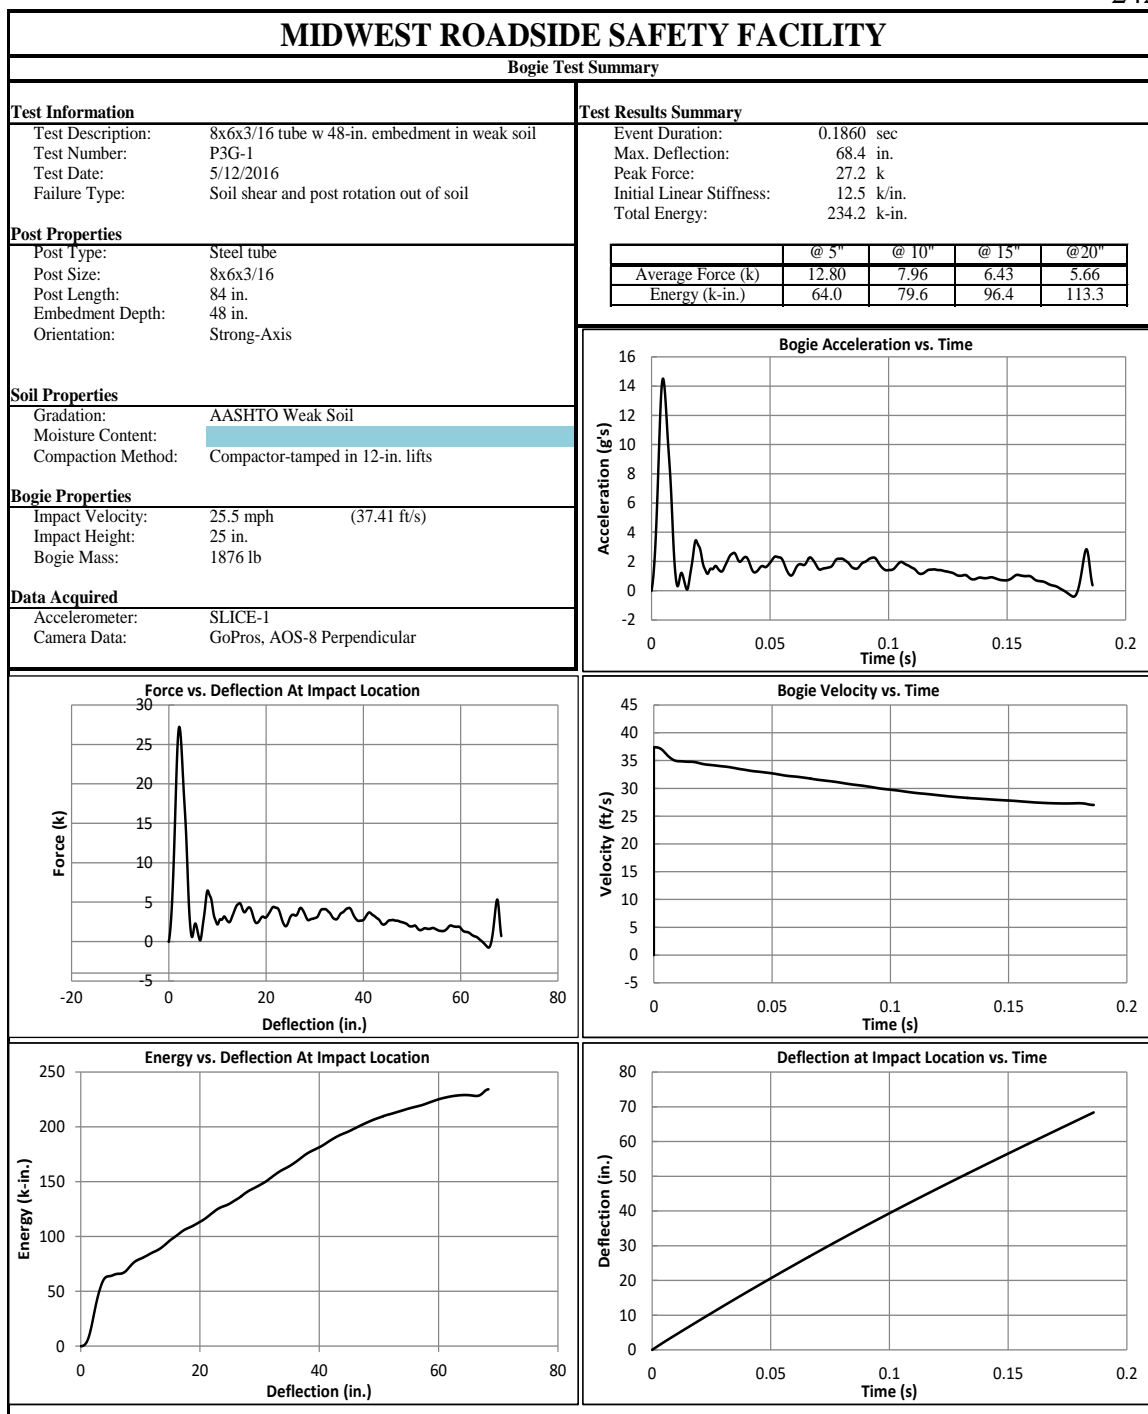 MIDWEST ROADSIDE SAFETY FACILITY
Bogie Test Summary
Test Information
Test Description: 8x6x3/16 tube w 48-in. embedment in weak soil
Test Number: P3G-1
Test Date: 5/12/2016
Failure Type: Soil shear and post rotation out of soil
Post Properties
Post Type: Steel tube
Post Size: 8x6x3/16
Post Length: 84 in.
Embedment Depth: 48 in.
Orientation: Strong-Axis
Soil Properties
Gradation: AASHTO Weak Soil
Moisture Content:
Compaction Method: Compactor-tamped in 12-in. lifts
Bogie Properties
Impact Velocity: 25.5 mph (37.41 ft/s)
Impact Height: 25 in.
Bogie Mass: 1876 lb
Data Acquired
Accelerometer: SLICE-1
Camera Data: GoPros, AOS-8 Perpendicular
Test Results Summary
Event Duration: 0.1860 sec
Max. Deflection: 68.4 in.
Peak Force: 27.2 k
Initial Linear Stiffness: 12.5 k/in.
Total Energy: 234.2 k-in.
@ 5" @ 10" @ 15" @20"
Average Force (k) 12.80 7.96 6.43 5.66
Energy (k-in.) 64.0 79.6 96.4 113.3
Bogie Acceleration vs. Time
Acceleration (g's)
16
14
12
10
8
6
4
2
0
-2
0 0.05 0.1 0.15 0.2
Time (s)
Force vs. Deflection At Impact Location
Force (k)
30
25
20
15
10
5
0
-5
-20 0 20 40 60 80
Deflection (in.)
Bogie Velocity vs. Time
Velocity (ft/s)
45
40
35
30
25
20
15
10
5
0
-5
0 0.05 0.1 0.15 0.2
Time (s)
Energy vs. Deflection At Impact Location
Energy (k-in.)
250
200
150
100
50
0
0 20 40 60 80
Deflection (in.)
Deflection at Impact Location vs. Time
Deflection (in.)
80
70
60
50
40
30
20
10
0
0 0.05 0.1 0.15 0.2
Time (s)